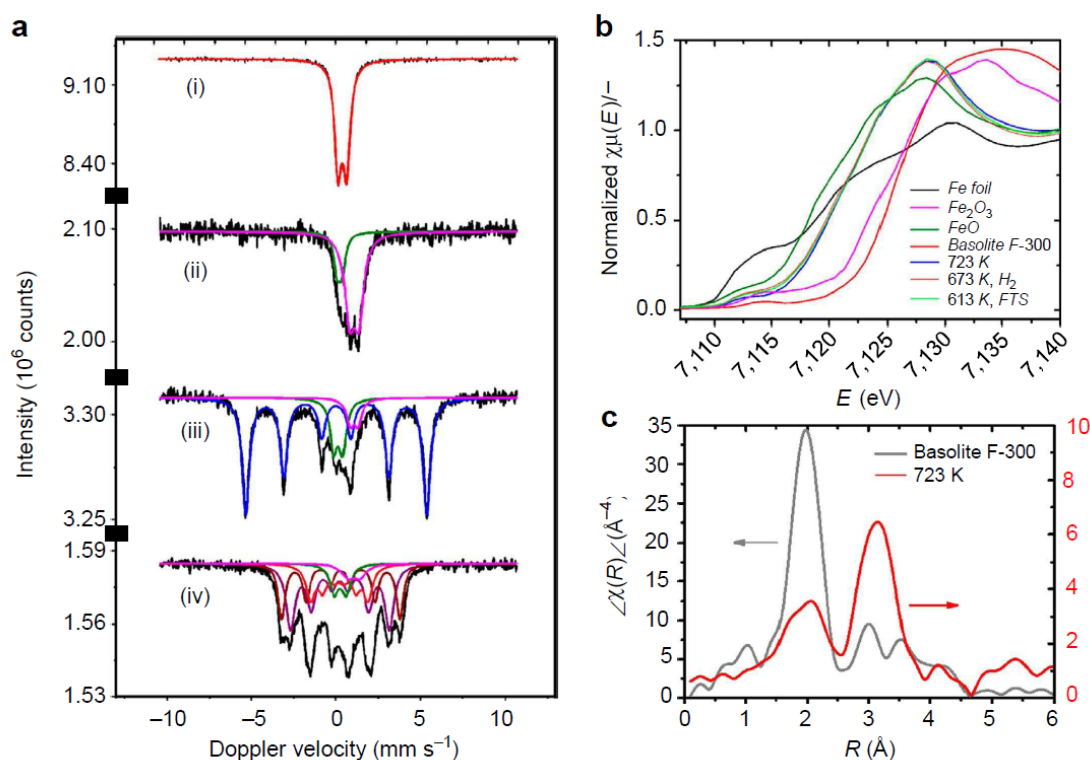 a
Intensity (10⁶ counts)
9.10
8.40
2.10
2.00
3.30
3.25
1.59
1.56
1.53
(i)
(ii)
(iii)
(iv)
−10 −5 0 5 10
Doppler velocity (mm s⁻¹)
b
Normalized χμ(E)/−
1.5
1.0
0.5
0.0
Fe foil
Fe₂O₃
FeO
Basolite F-300
723 K
673 K, H₂
613 K, FTS
7,110 7,115 7,120 7,125 7,130 7,135 7,140
E (eV)
c
∠χ(R)∠(Å⁻⁴)
35
30
25
20
15
10
5
0
Basolite F-300
723 K
10
8
6
4
2
0
0 1 2 3 4 5 6
R (Å)